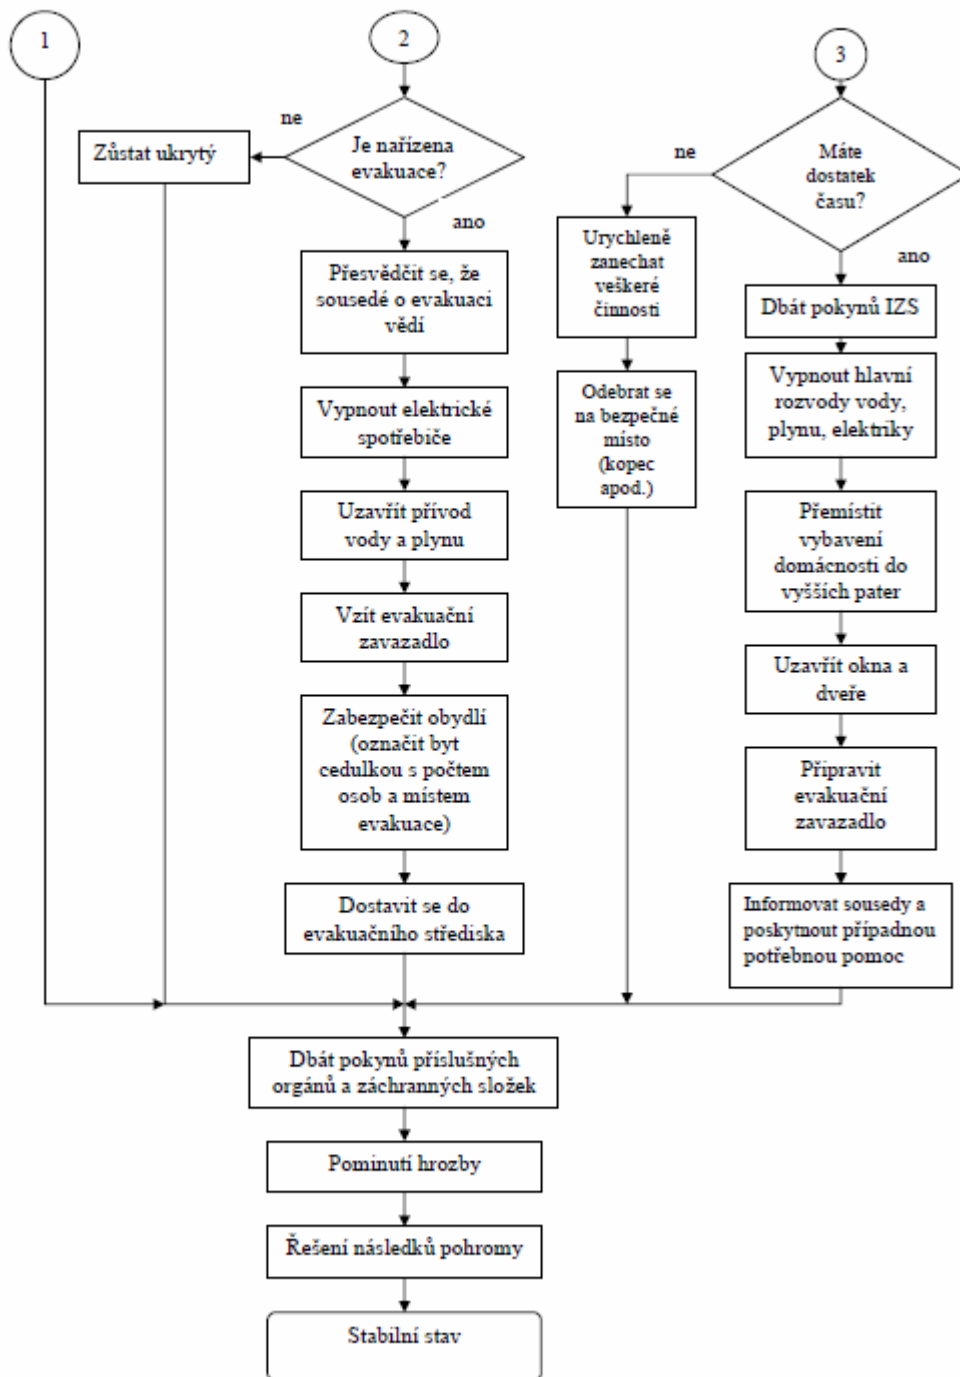 1
2
3
ne
Je nařízena
evakuace?
Zůstat ukrytý
ano
Přesvědčit se, že
sousedé o evakuaci
vědí
Vypnout elektrické
spotřebiče
Uzavřít přívod
vody a plynu
Vzít evakuační
zavazadlo
Zabezpečit obydlí
(označit byt
cedulkou s počtem
osob a místem
evakuace)
Dostavit se do
evakuačního střediska
ne
Máte
dostatek
času?
Urychleně
zanechat
veškeré
činnosti
Odebrat se
na bezpečné
místo
(kopec
apod.)
ano
Dbát pokynů IZS
Vypnout hlavní
rozvody vody,
plynu, elektriky
Přemístit
vybavení
domácnosti do
vyšších pater
Uzavřít okna a
dveře
Připravit
evakuační
zavazadlo
Informovat sousedy a
poskytnout případnou
potřebnou pomoc
Dbát pokynů příslušných
orgánů a záchranných složek
Pominutí hrozby
Řešení následků pohromy
Stabilní stav